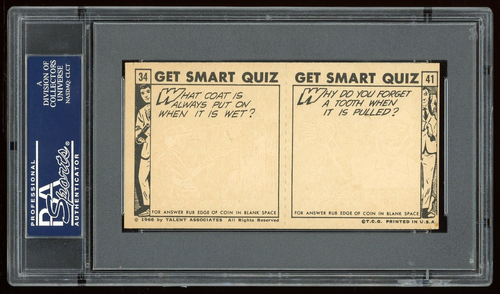 A
DIVISION OF
COLLECTORS
UNIVERSE
NASDAQ: CLCT
PROFESSIONAL
PSA
Sports
AUTHENTICATOR
34 GET SMART QUIZ
WHAT COAT IS
ALWAYS PUT ON
WHEN IT IS WET?
FOR ANSWER RUB EDGE OF COIN IN BLANK SPACE
© 1966 by TALENT ASSOCIATES All Rights Reserved
GET SMART QUIZ 41
WHY DO YOU FORGET
A TOOTH WHEN
IT IS PULLED?
FOR ANSWER RUB EDGE OF COIN IN BLANK SPACE
©T.C.G. PRINTED IN U.S.A.